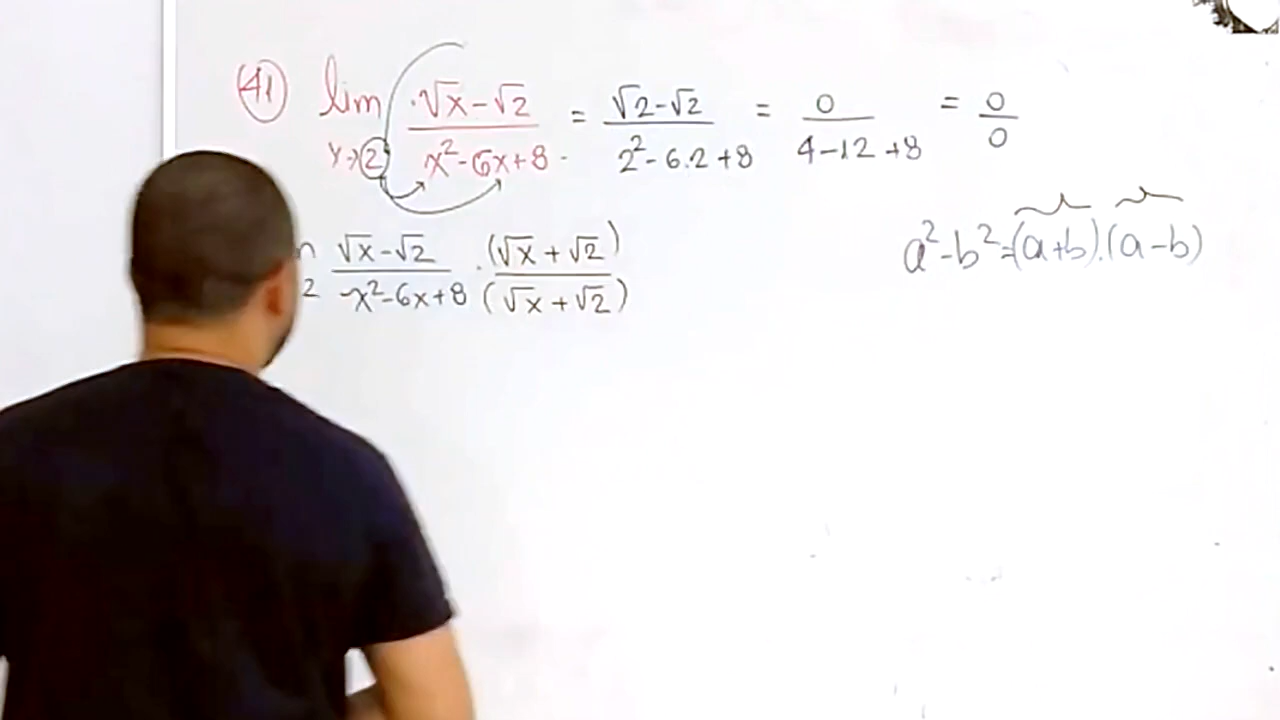 41) lim x→2 (√x - √2)/(x² - 6x + 8) = (√2 - √2)/(2² - 6.2 + 8) = 0/(4 - 12 + 8) = 0/0
a² - b² = (a+b).(a-b)
(√x - √2)/(x² - 6x + 8) . (√x + √2)/(√x + √2)